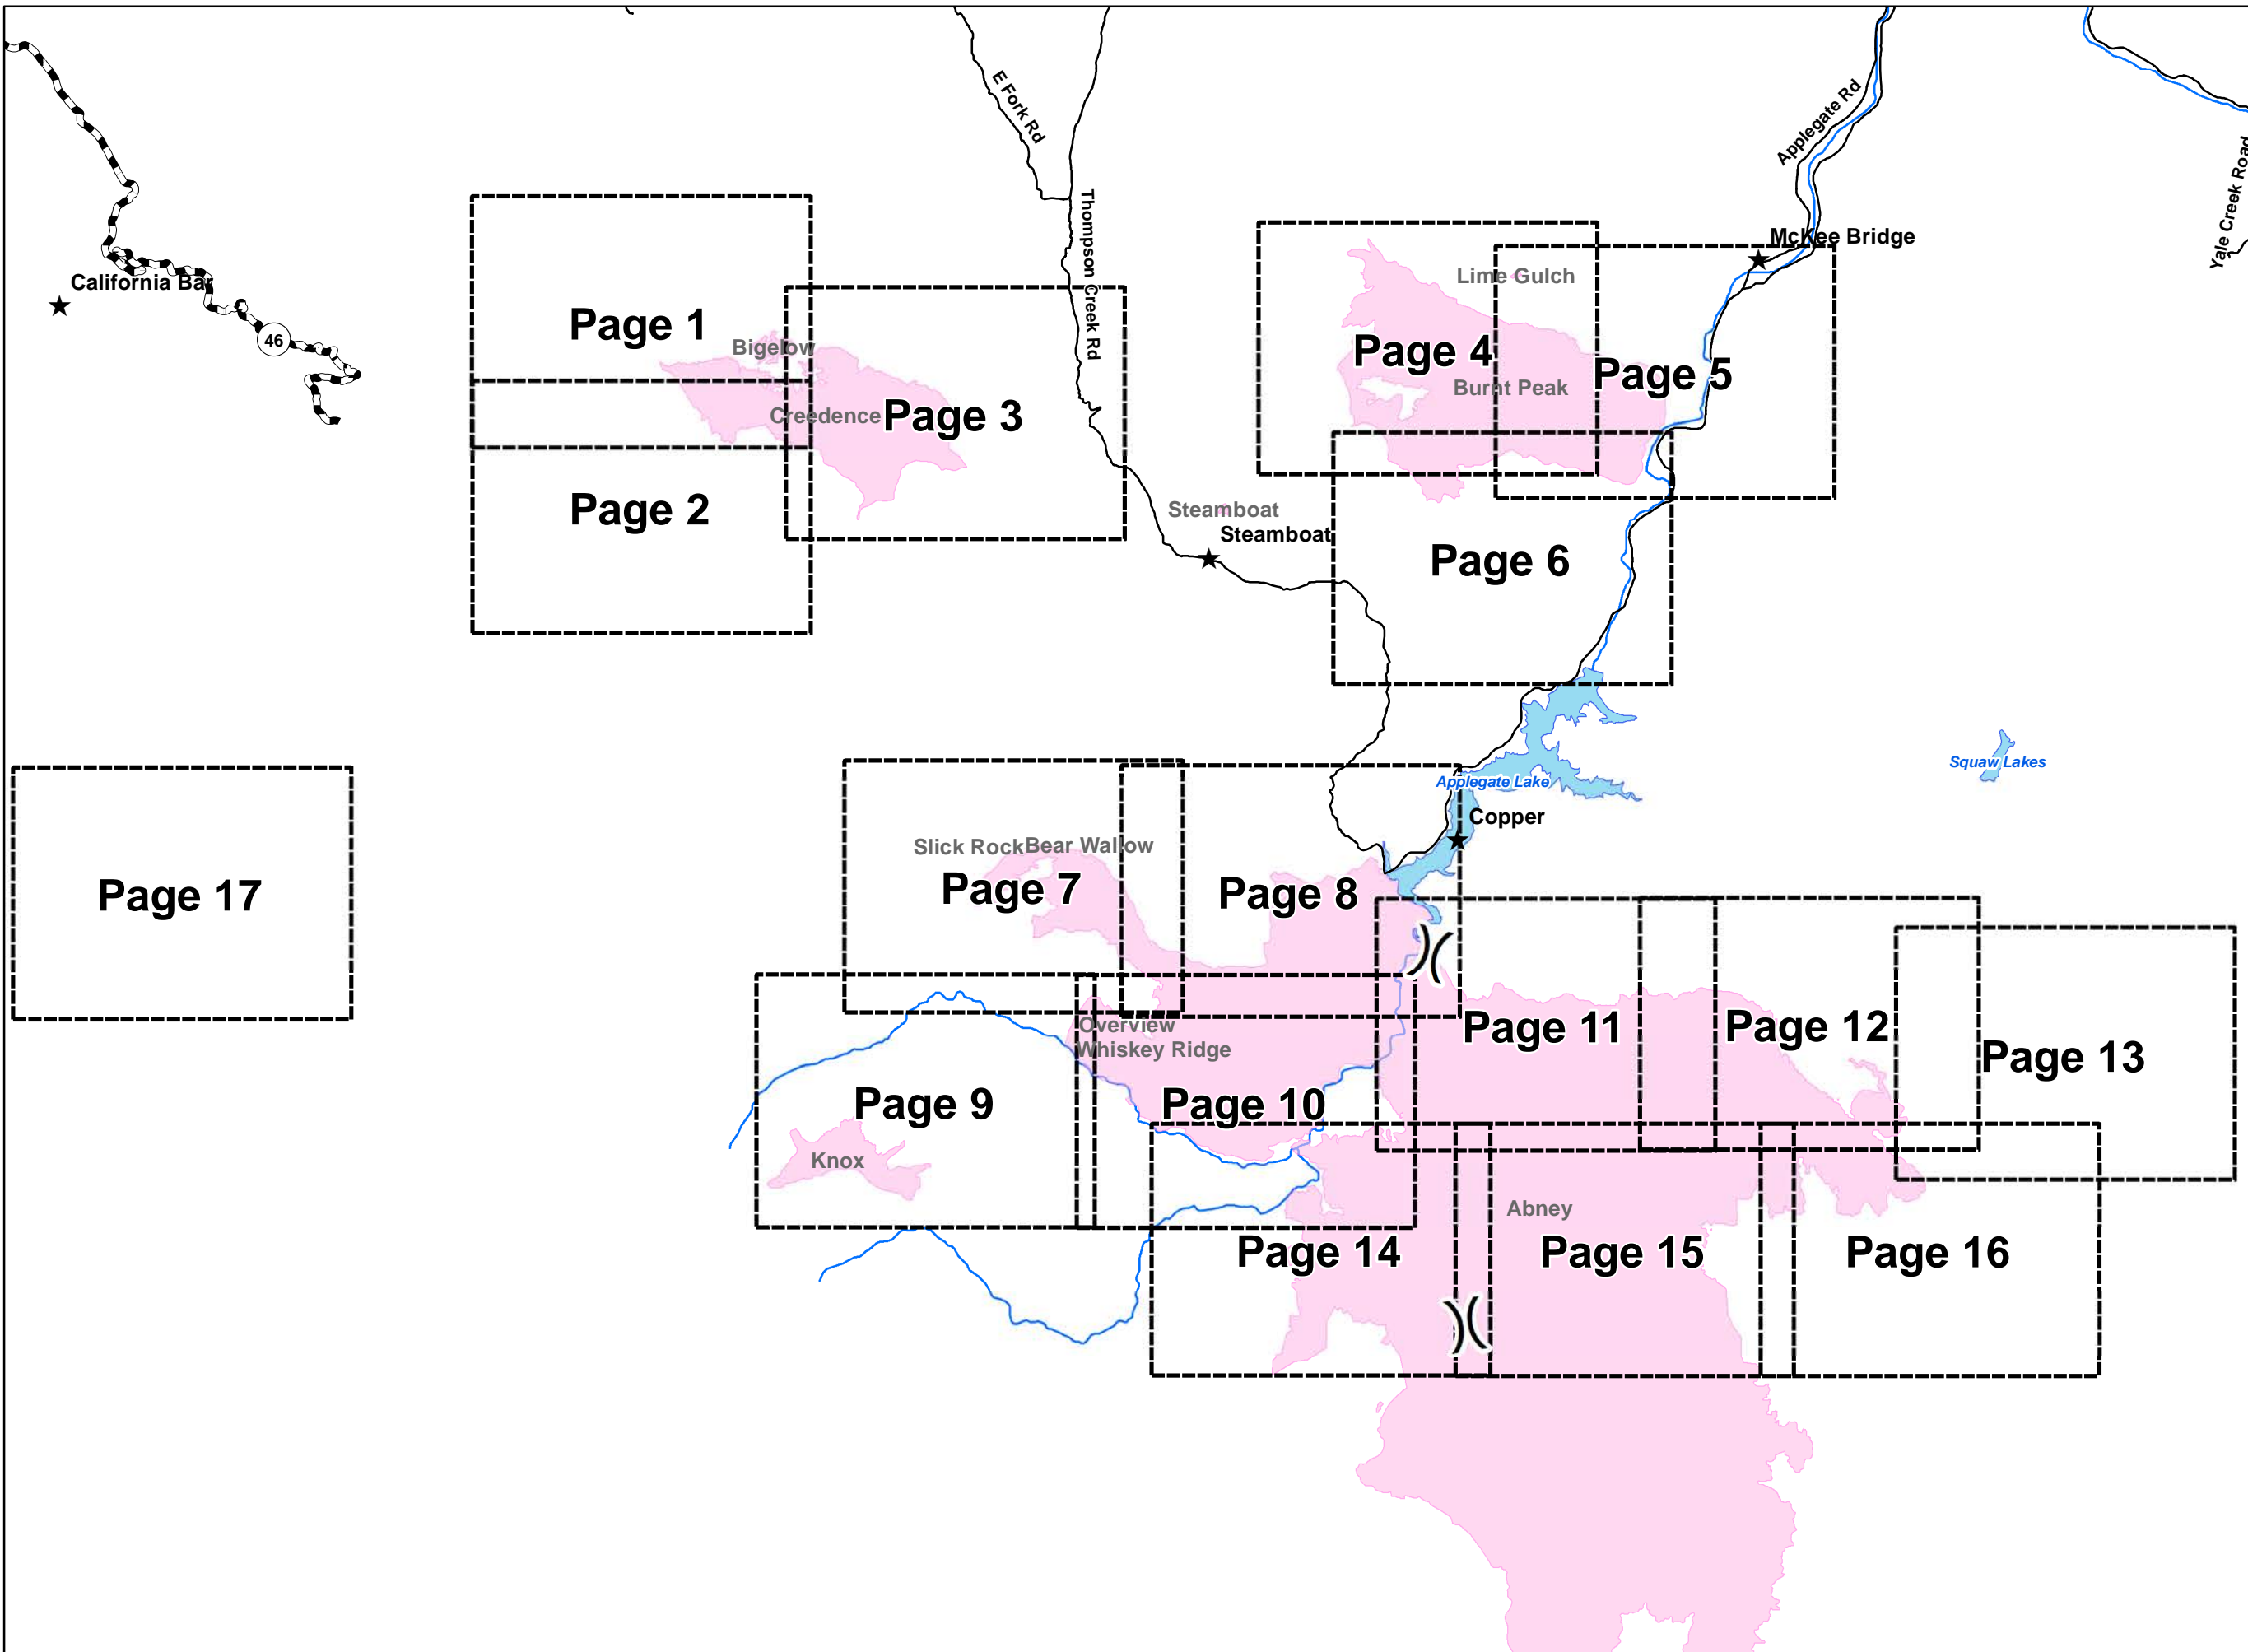 E Fork Rd
Applegate Rd
Yale Creek Road
Thompson Creek Rd
McKee Bridge
California Bar
46
Lime Gulch
Page 1
Bigelow
Page 4
Page 5
Burnt Peak
Creedence
Page 3
Page 2
Steamboat
Steamboat
Page 6
Squaw Lakes
Applegate Lake
Copper
Slick Rock
Bear Wallow
Page 17
Page 7
Page 8
Overview
Whiskey Ridge
Page 11
Page 12
Page 13
Page 9
Page 10
Knox
Abney
Page 14
Page 15
Page 16